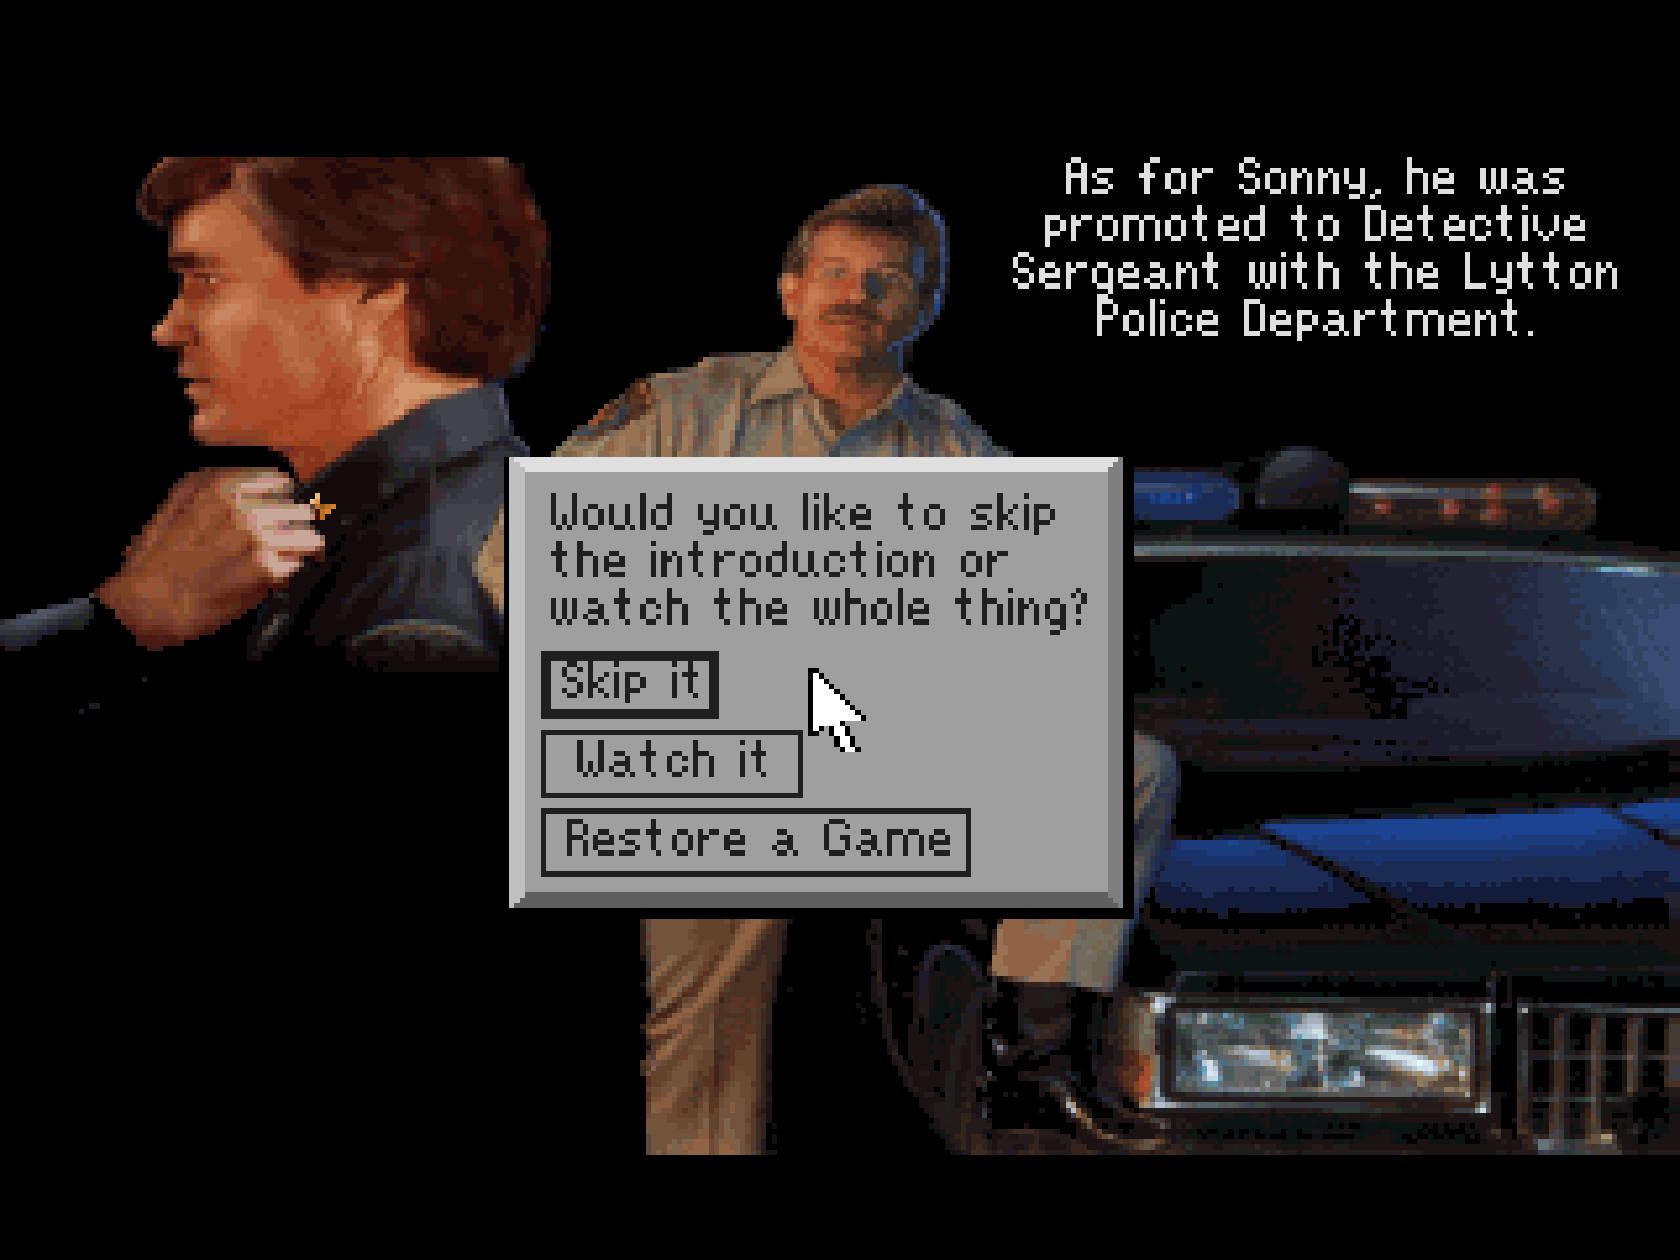 As for Sonny, he was
promoted to Detective
Sergeant with the Lytton
Police Department.
Would you like to skip
the introduction or
watch the whole thing?
Skip it
Watch it
Restore a Game